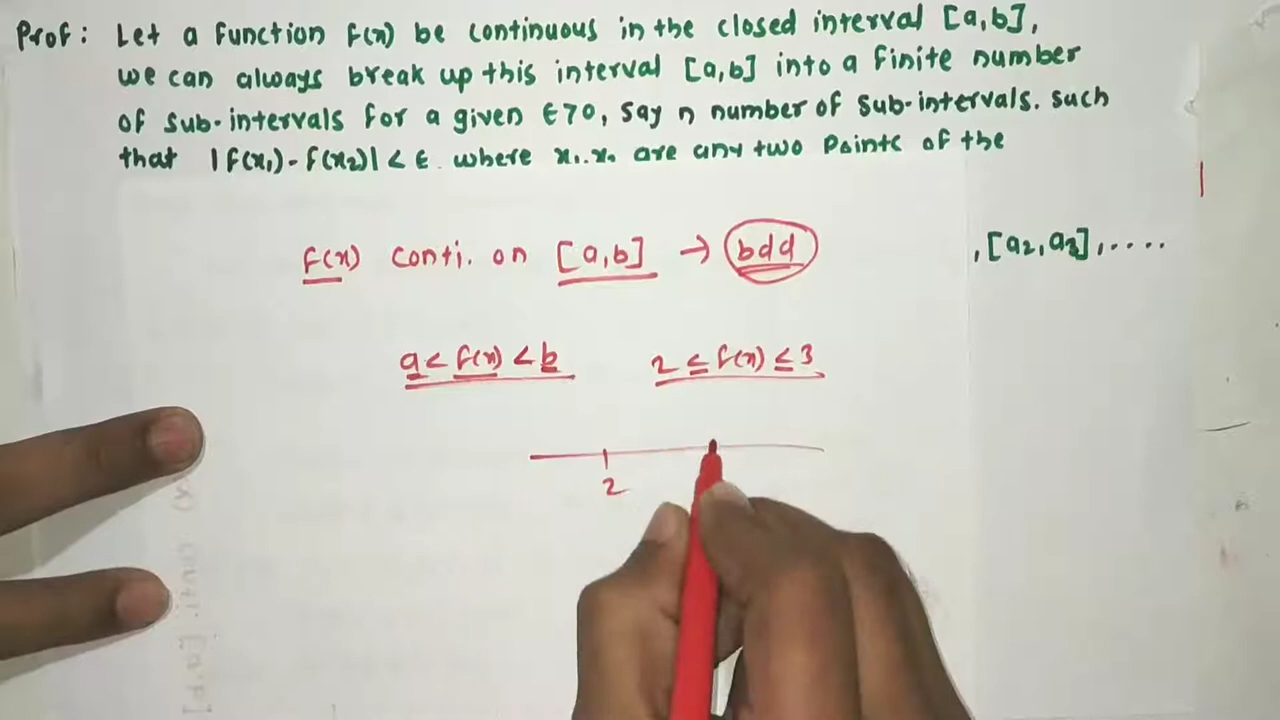 Prof: Let a function f(x) be continuous in the closed interval [a,b],
we can always break up this interval [a,b] into a finite number
of sub-intervals for a given ε>0, say n number of sub-intervals. such
that |f(x₁)-f(x₂)|<ε. where x₁, x₂ are any two Points of the
, [a₂,a₃], ....
f(x) conti. on [a,b] → bdd
a<f(x)<b 2≤f(x)≤3
2